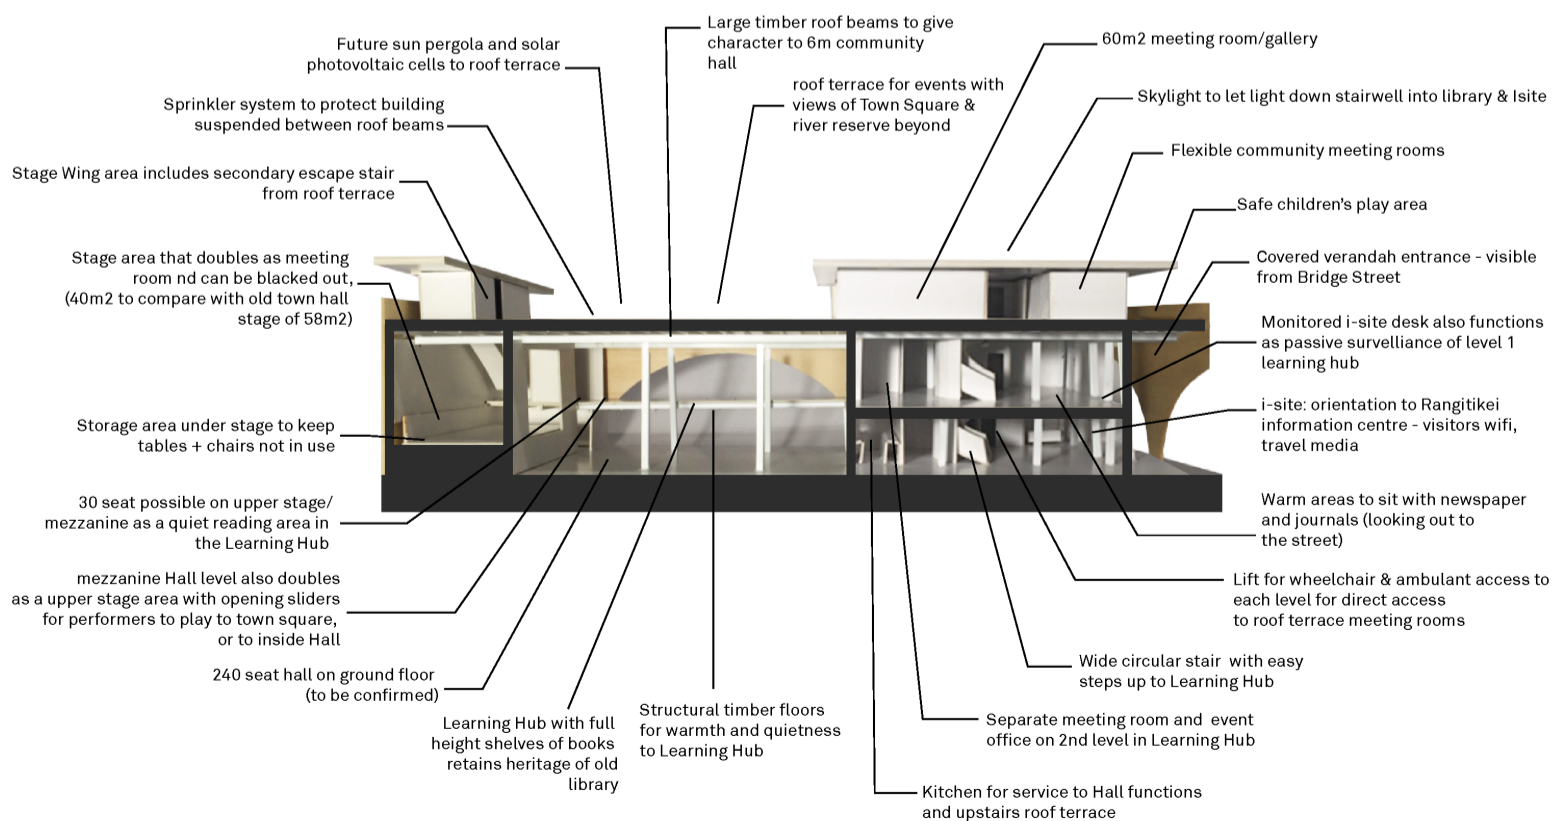 Future sun pergola and solar
photovoltaic cells to roof terrace
Sprinkler system to protect building
suspended between roof beams
Stage Wing area includes secondary escape stair
from roof terrace
Stage area that doubles as meeting
room nd can be blacked out,
(40m2 to compare with old town hall
stage of 58m2)
Storage area under stage to keep
tables + chairs not in use
30 seat possible on upper stage/
mezzanine as a quiet reading area in
the Learning Hub
mezzanine Hall level also doubles
as a upper stage area with opening sliders
for performers to play to town square,
or to inside Hall
240 seat hall on ground floor
(to be confirmed)
Learning Hub with full
height shelves of books
retains heritage of old
library
Structural timber floors
for warmth and quietness
to Learning Hub
Large timber roof beams to give
character to 6m community
hall
roof terrace for events with
views of Town Square &
river reserve beyond
60m2 meeting room/gallery
Skylight to let light down stairwell into library & Isite
Flexible community meeting rooms
Safe children's play area
Covered verandah entrance - visible
from Bridge Street
Monitored i-site desk also functions
as passive survelliance of level 1
learning hub
i-site: orientation to Rangitikei
information centre - visitors wifi,
travel media
Warm areas to sit with newspaper
and journals (looking out to
the street)
Lift for wheelchair & ambulant access to
each level for direct access
to roof terrace meeting rooms
Wide circular stair with easy
steps up to Learning Hub
Separate meeting room and event
office on 2nd level in Learning Hub
Kitchen for service to Hall functions
and upstairs roof terrace